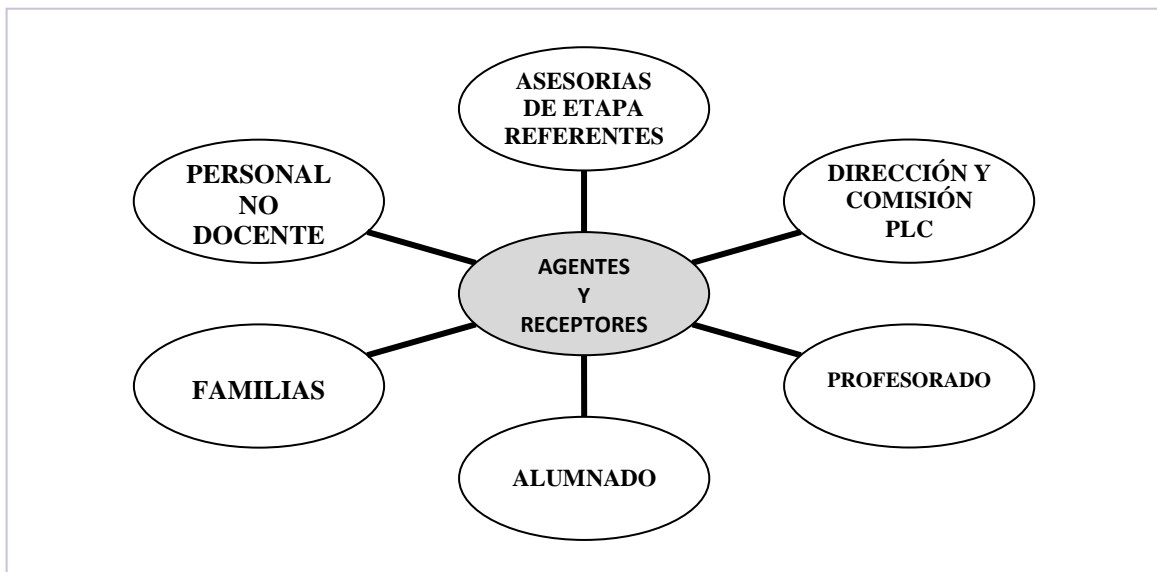 ASESORIAS
DE ETAPA
REFERENTES
PERSONAL
NO
DOCENTE
DIRECCIÓN Y
COMISIÓN
PLC
AGENTES
Y
RECEPTORES
FAMILIAS
PROFESORADO
ALUMNADO